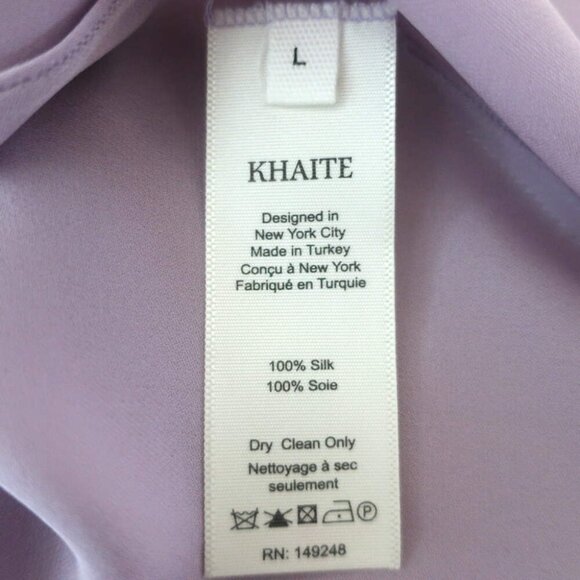 L
KHAITE
Designed in
New York City
Made in Turkey
Conçu à New York
Fabriqué en Turquie
100% Silk
100% Soie
Dry Clean Only
Nettoyage à sec
seulement
P
RN: 149248